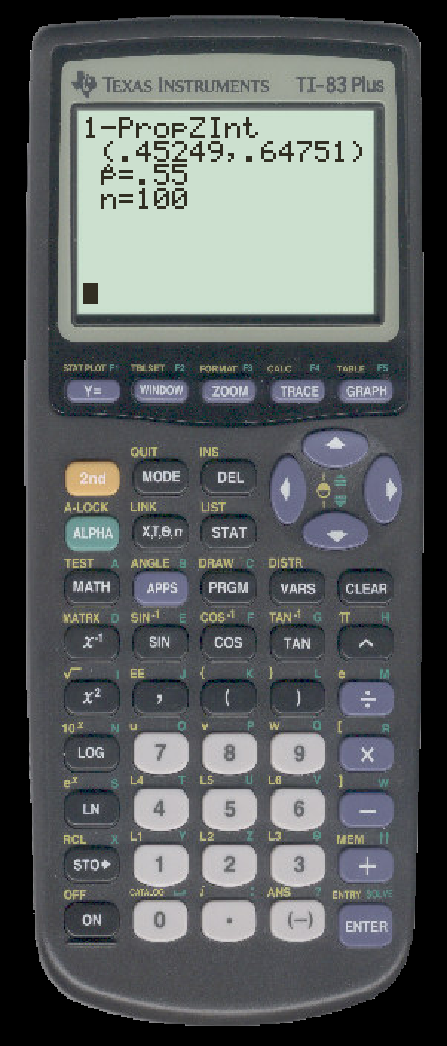 TEXAS INSTRUMENTS TI-83 Plus
1-PropZInt
(.45249,.64751)
p̂=.55
n=100
STAT PLOT F1 TBLSET F2 FORMAT F3 CALC F4 TABLE F5
Y= WINDOW ZOOM TRACE GRAPH
QUIT INS
2nd MODE DEL
A-LOCK LINK LIST
ALPHA X,T,Θ,n STAT
TEST A ANGLE B DRAW C DISTR
MATH APPS PRGM VARS CLEAR
MATRX D SIN-1 E COS-1 F TAN-1 G π H
x-1 SIN COS TAN ^
√ I EE J { K } L e M
x² , ( ) ÷
10x N u O v P w Q [ R
LOG 7 8 9 ×
ex S L4 T L5 U L6 V ] W
LN 4 5 6 −
RCL X L1 Y L2 Z L3 θ MEM "
STO➧ 1 2 3 +
OFF CATALOG i : ANS ? ENTRY SOLVE
ON 0 . (−) ENTER